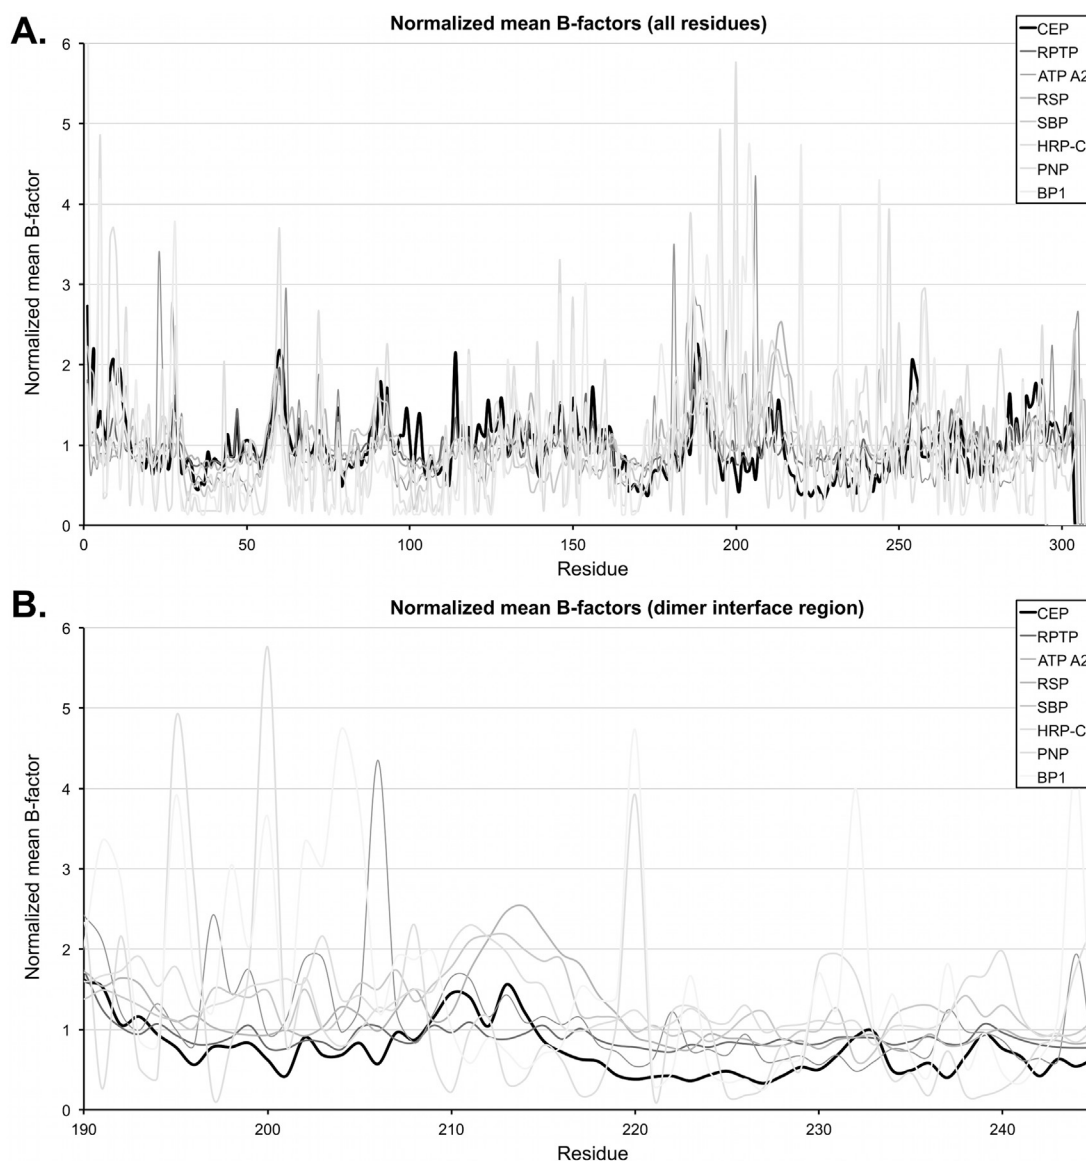 A.
Normalized mean B-factors (all residues)
Normalized mean B-factor
6
5
4
3
2
1
0
0 50 100 150 200 250 300
Residue
CEP
RPTP
ATP A2
RSP
SBP
HRP-C
PNP
BP1
B.
Normalized mean B-factors (dimer interface region)
Normalized mean B-factor
6
5
4
3
2
1
0
190 200 210 220 230 240
Residue
CEP
RPTP
ATP A2
RSP
SBP
HRP-C
PNP
BP1